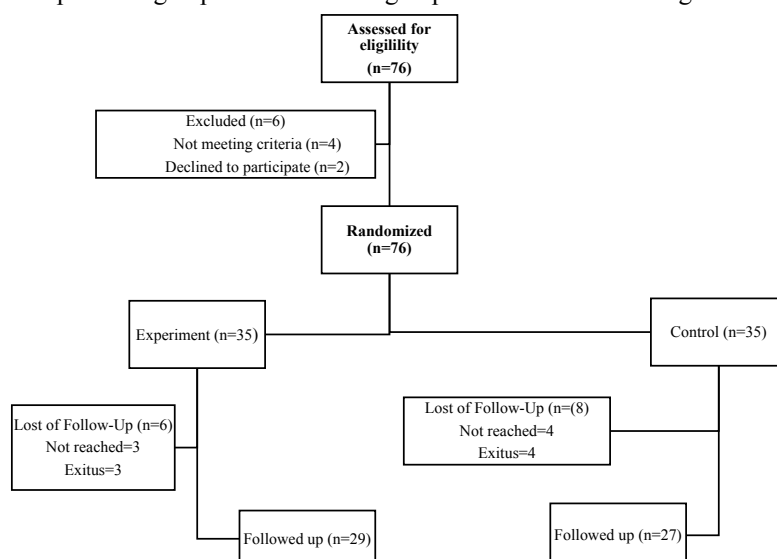 Assessed for
eligilility
(n=76)
Excluded (n=6)
Not meeting criteria (n=4)
Declined to participate (n=2)
Randomized
(n=76)
Experiment (n=35)
Control (n=35)
Lost of Follow-Up (n=6)
Not reached=3
Exitus=3
Lost of Follow-Up (n=(8)
Not reached=4
Exitus=4
Followed up (n=29)
Followed up (n=27)